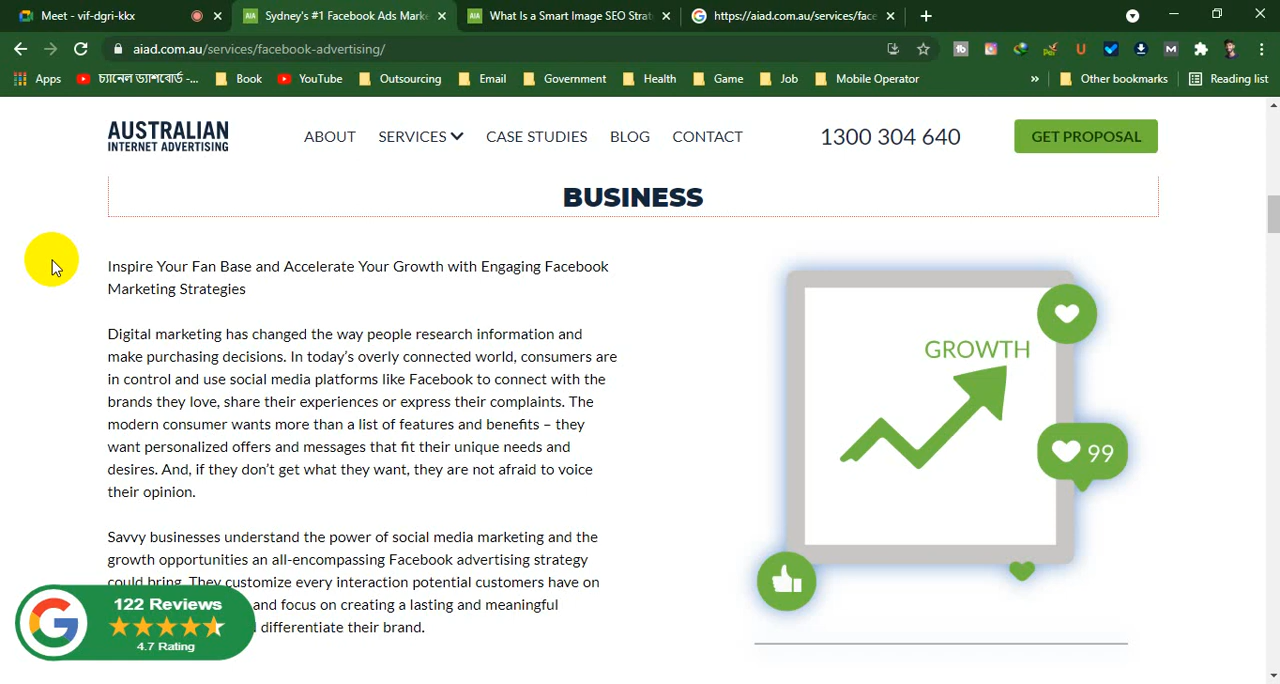 Meet - vif-dgri-kkx
Sydney's #1 Facebook Ads Mark
What Is a Smart Image SEO Strat
https://aiad.com.au/services/face
aiad.com.au/services/facebook-advertising/
Apps
চ্যানেল ড্যাশবোর্ড -...
Book
YouTube
Outsourcing
Email
Government
Health
Game
Job
Mobile Operator
»
Other bookmarks
Reading list
AUSTRALIAN
INTERNET ADVERTISING
ABOUT
SERVICES
CASE STUDIES
BLOG
CONTACT
1300 304 640
GET PROPOSAL
BUSINESS
Inspire Your Fan Base and Accelerate Your Growth with Engaging Facebook
Marketing Strategies
Digital marketing has changed the way people research information and
make purchasing decisions. In today's overly connected world, consumers are
in control and use social media platforms like Facebook to connect with the
brands they love, share their experiences or express their complaints. The
modern consumer wants more than a list of features and benefits – they
want personalized offers and messages that fit their unique needs and
desires. And, if they don't get what they want, they are not afraid to voice
their opinion.
Savvy businesses understand the power of social media marketing and the
growth opportunities an all-encompassing Facebook advertising strategy
could bring. They customize every interaction potential customers have on
and focus on creating a lasting and meaningful
differentiate their brand.
GROWTH
99
122 Reviews
4.7 Rating